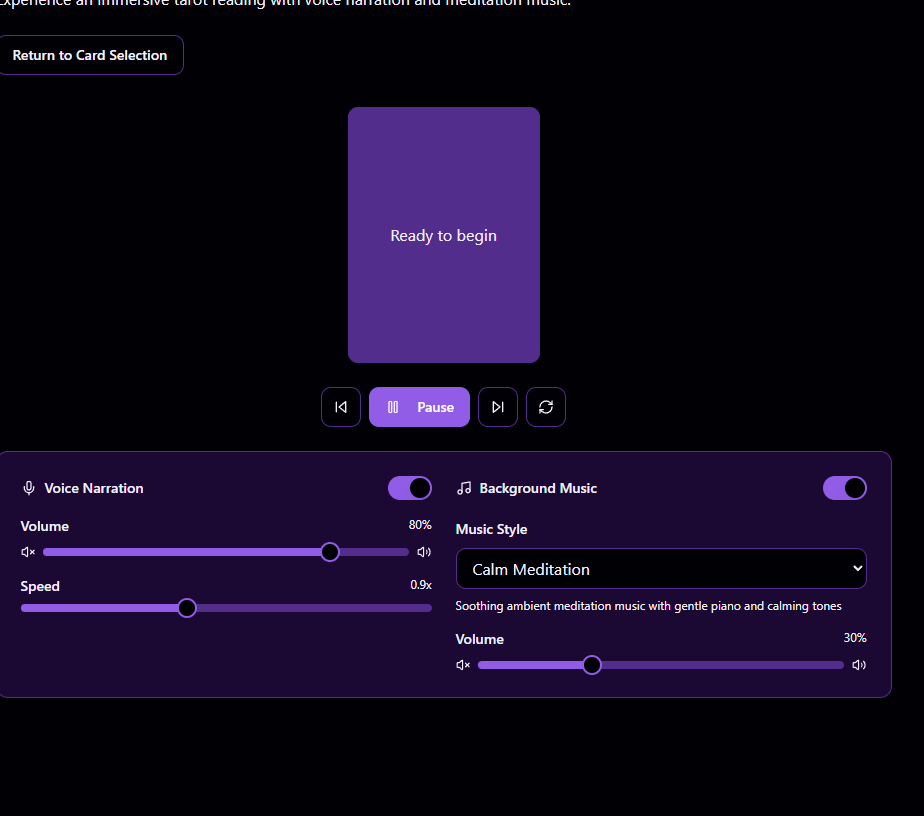 Experience an immersive tarot reading with voice narration and meditation music.
Return to Card Selection
Ready to begin
Pause
Voice Narration
Volume
80%
Speed
0.9x
Background Music
Music Style
Calm Meditation
Soothing ambient meditation music with gentle piano and calming tones
Volume
30%